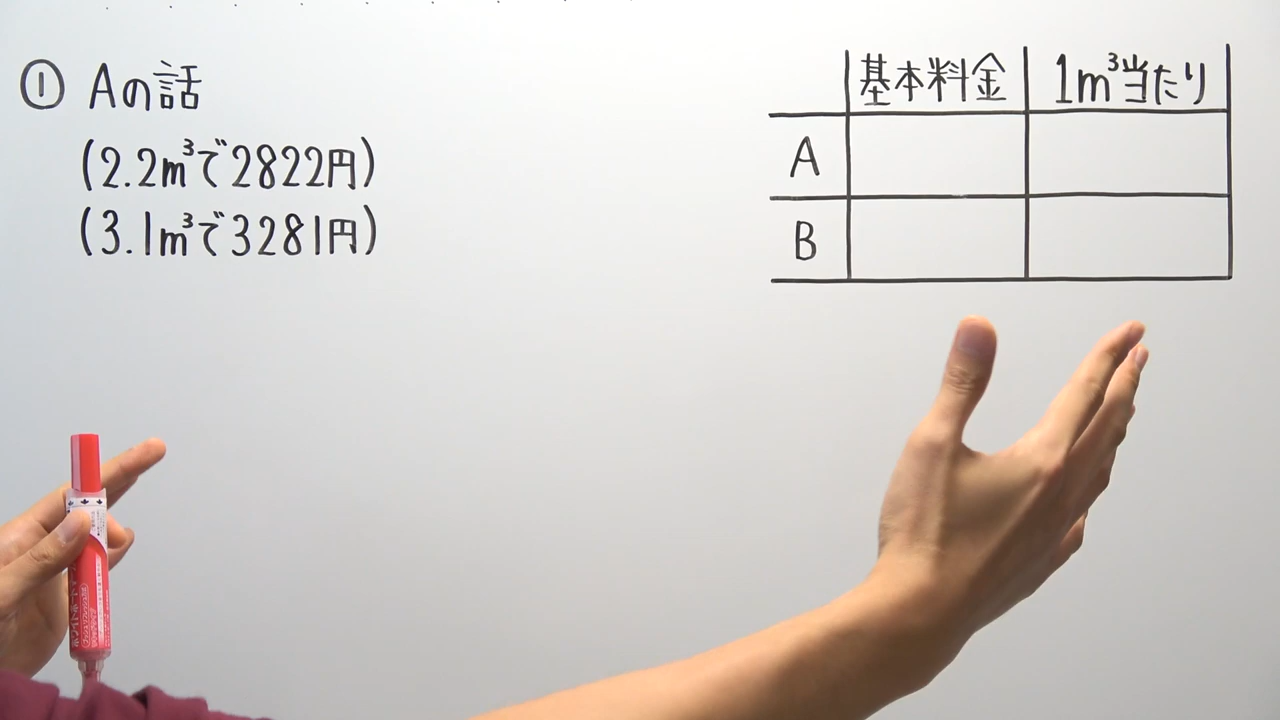 ① Aの話
(2.2m³で2822円)
(3.1m³で3281円)
基本料金 1m³当たり
A
B